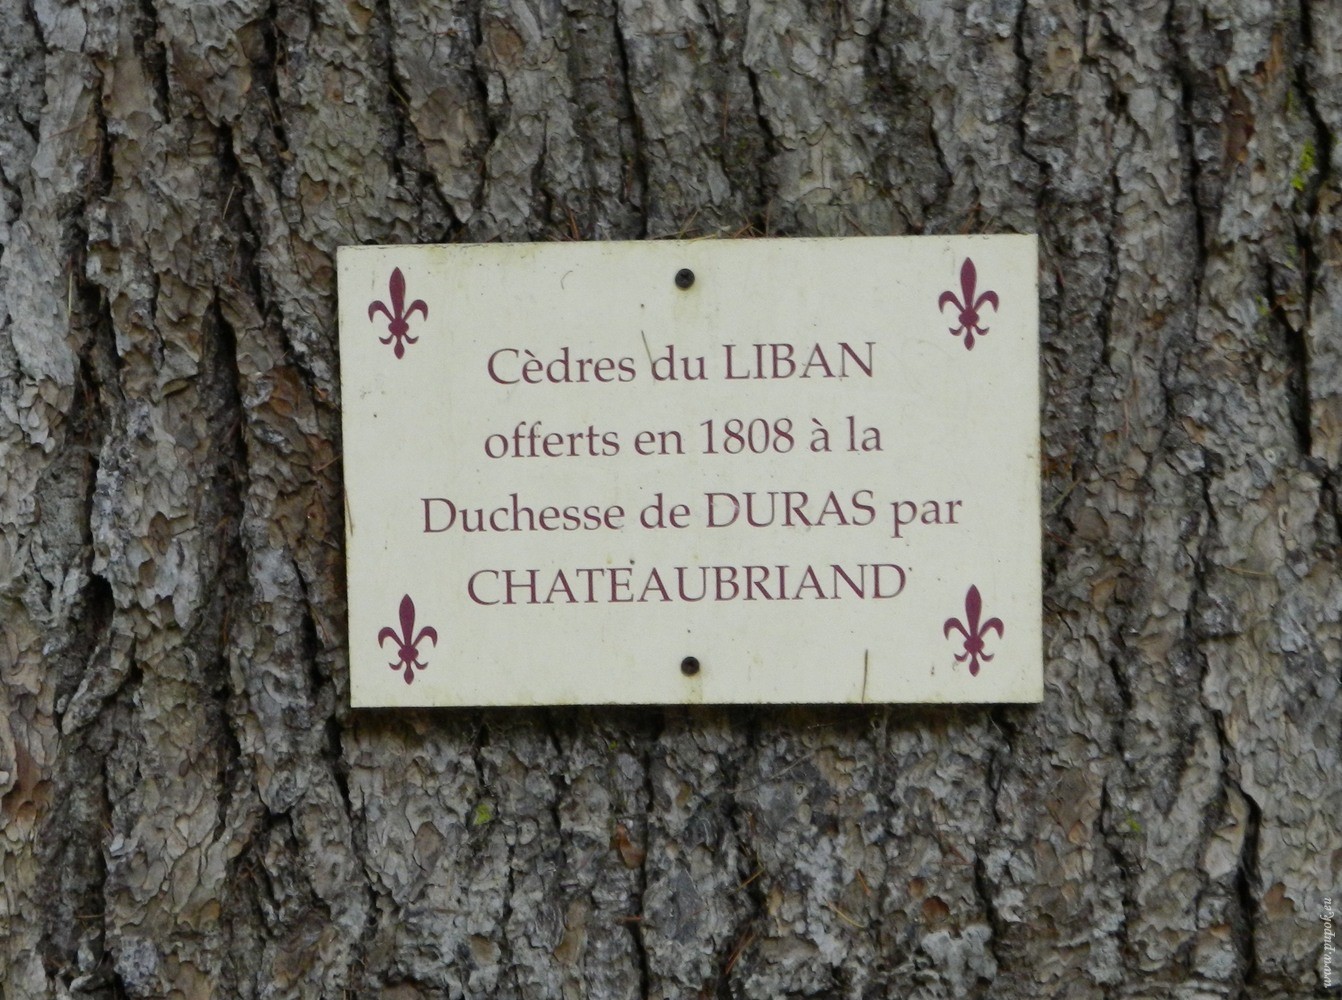 Cèdres du LIBAN
offerts en 1808 à la
Duchesse de DURAS par
CHATEAUBRIAND